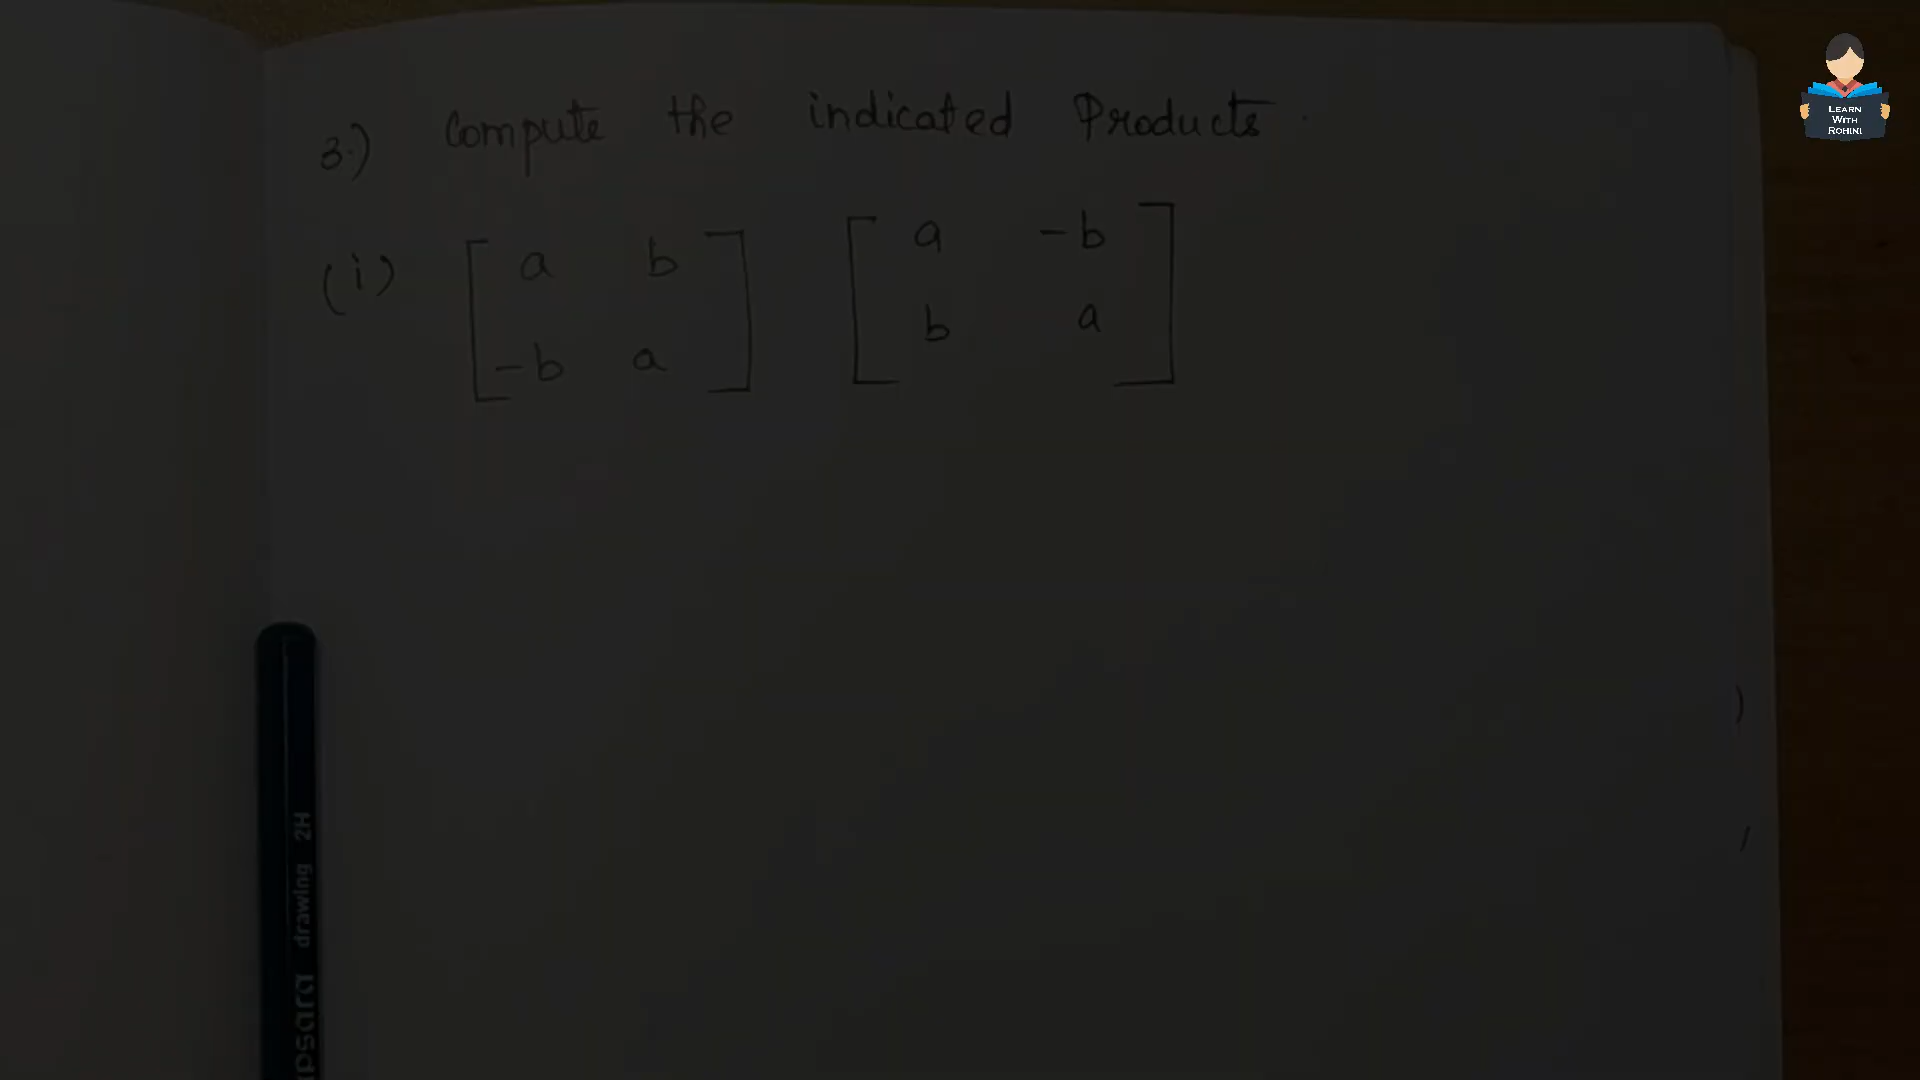 3.) Compute the indicated Products.
(i) [ a b ] [ a -b ]
[ -b a ] [ b a ]
LEARN
WITH
ROHINI
drawing 2H